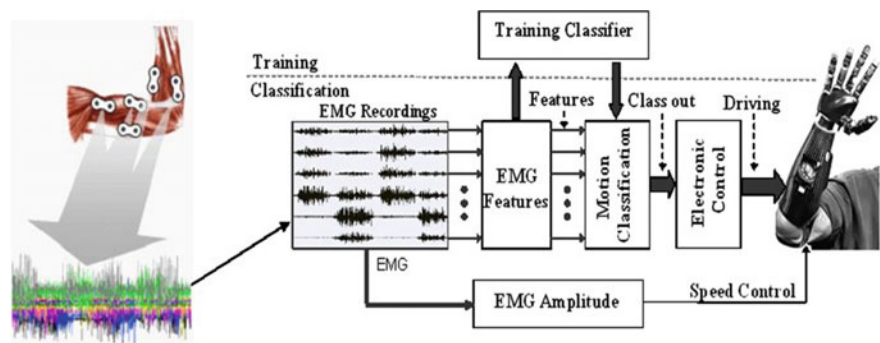 Training Classifier
Training
Classification
EMG Recordings
Features
Class out
Driving
EMG
Features
Motion
Classification
Electronic
Control
EMG
EMG Amplitude
Speed Control